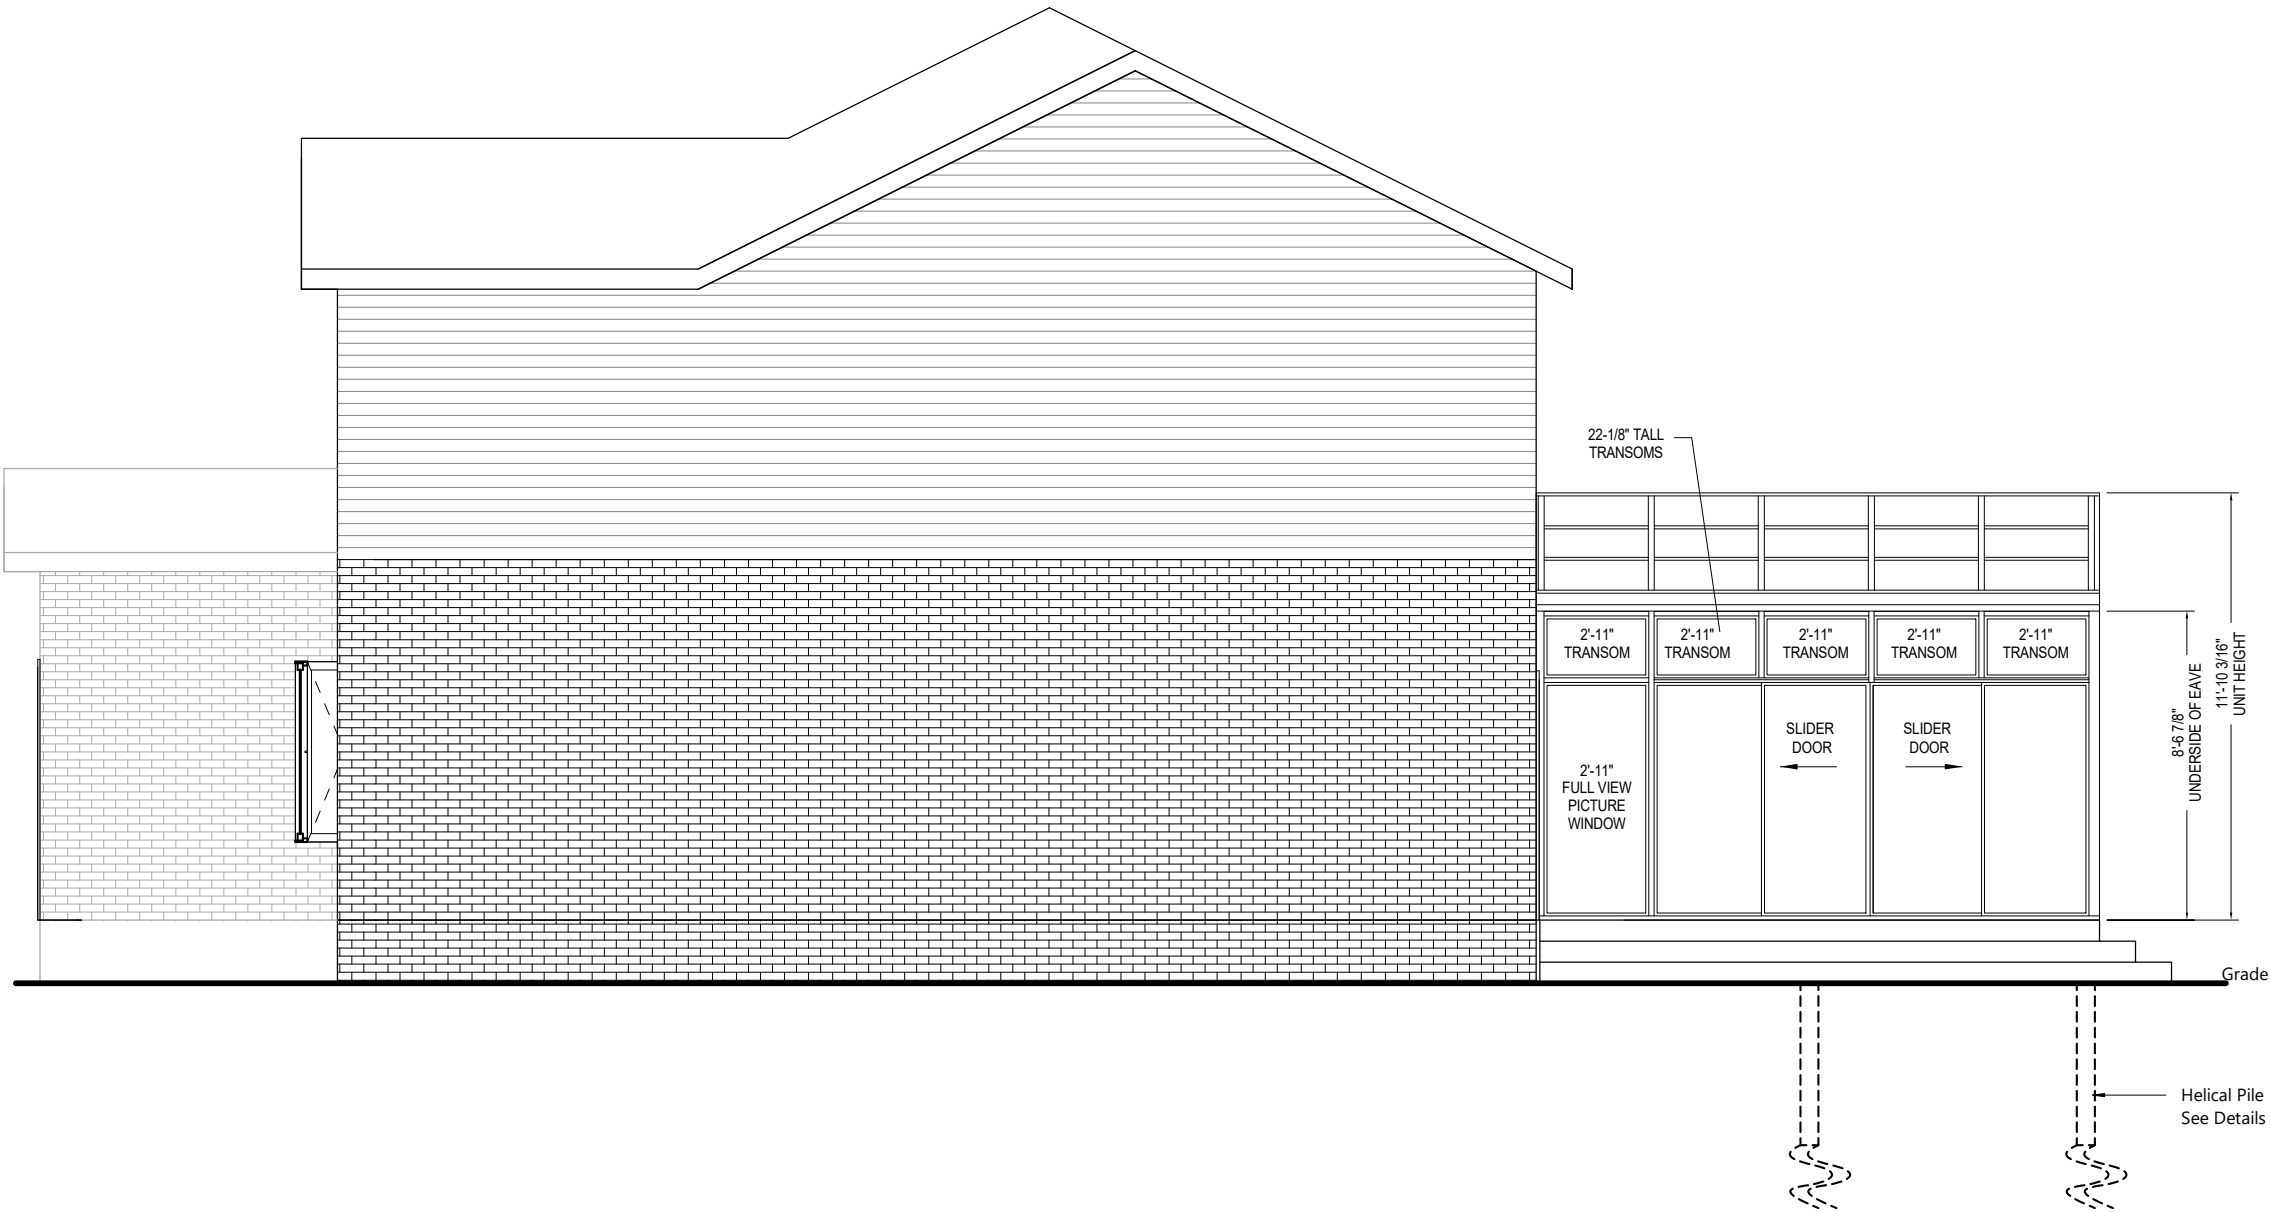 22-1/8" TALL
TRANSOMS
2'-11"
TRANSOM
2'-11"
TRANSOM
2'-11"
TRANSOM
2'-11"
TRANSOM
2'-11"
TRANSOM
SLIDER
DOOR
SLIDER
DOOR
2'-11"
FULL VIEW
PICTURE
WINDOW
8'-6 7/8"
UNDERSIDE OF EAVE
11'-10 3/16"
UNIT HEIGHT
Grade
Helical Pile
See Details